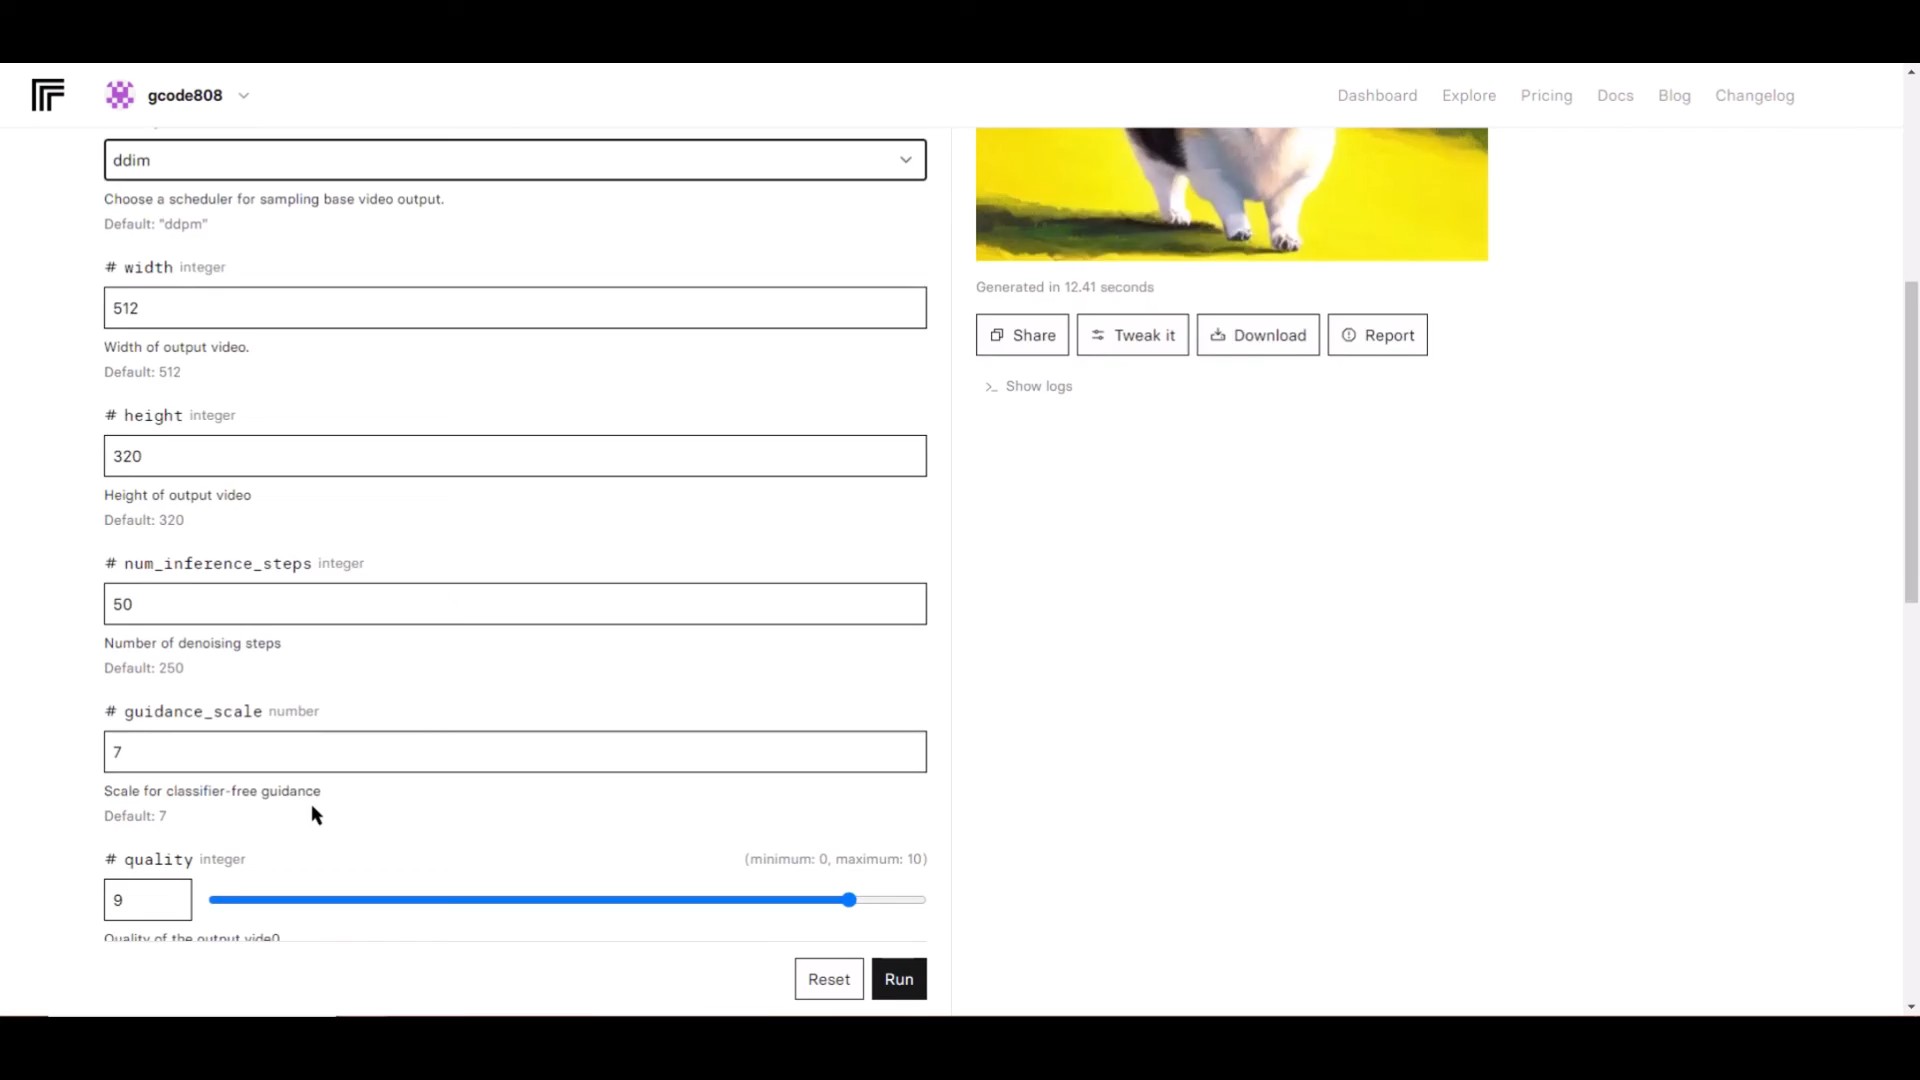 gcode808
Dashboard Explore Pricing Docs Blog Changelog
ddim
Choose a scheduler for sampling base video output.
Default: "ddpm"
# width integer
512
Width of output video.
Default: 512
# height integer
320
Height of output video
Default: 320
# num_inference_steps integer
50
Number of denoising steps
Default: 250
# guidance_scale number
7
Scale for classifier-free guidance
Default: 7
# quality integer (minimum: 0, maximum: 10)
9
Quality of the output vide0
Reset Run
Generated in 12.41 seconds
Share Tweak it Download Report
>_ Show logs